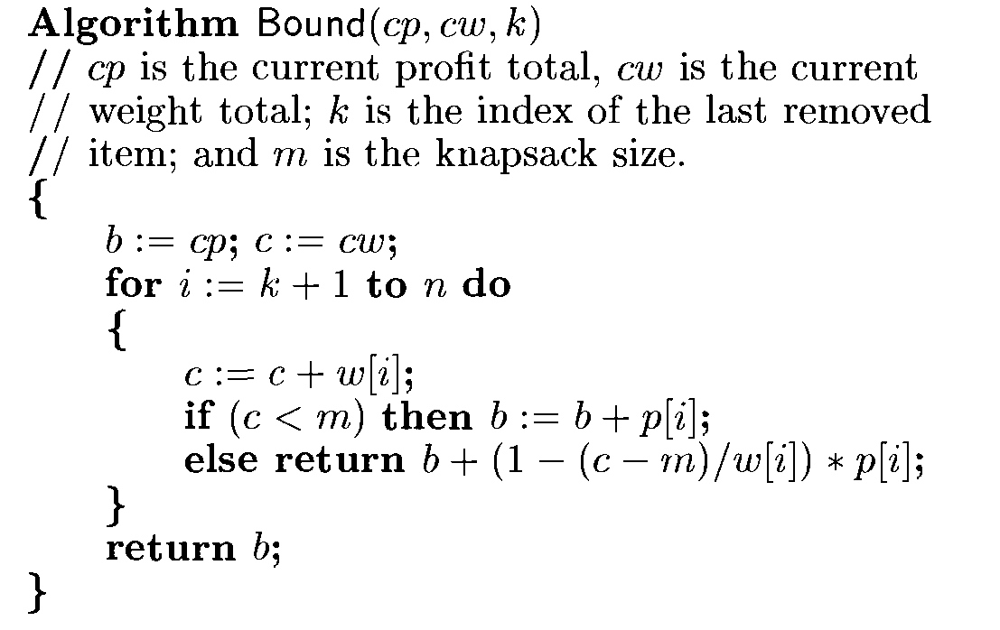 Algorithm Bound(cp, cw, k)
// cp is the current profit total, cw is the current
// weight total; k is the index of the last removed
// item; and m is the knapsack size.
{
b := cp; c := cw;
for i := k + 1 to n do
{
c := c + w[i];
if (c < m) then b := b + p[i];
else return b + (1 − (c − m)/w[i]) * p[i];
}
return b;
}